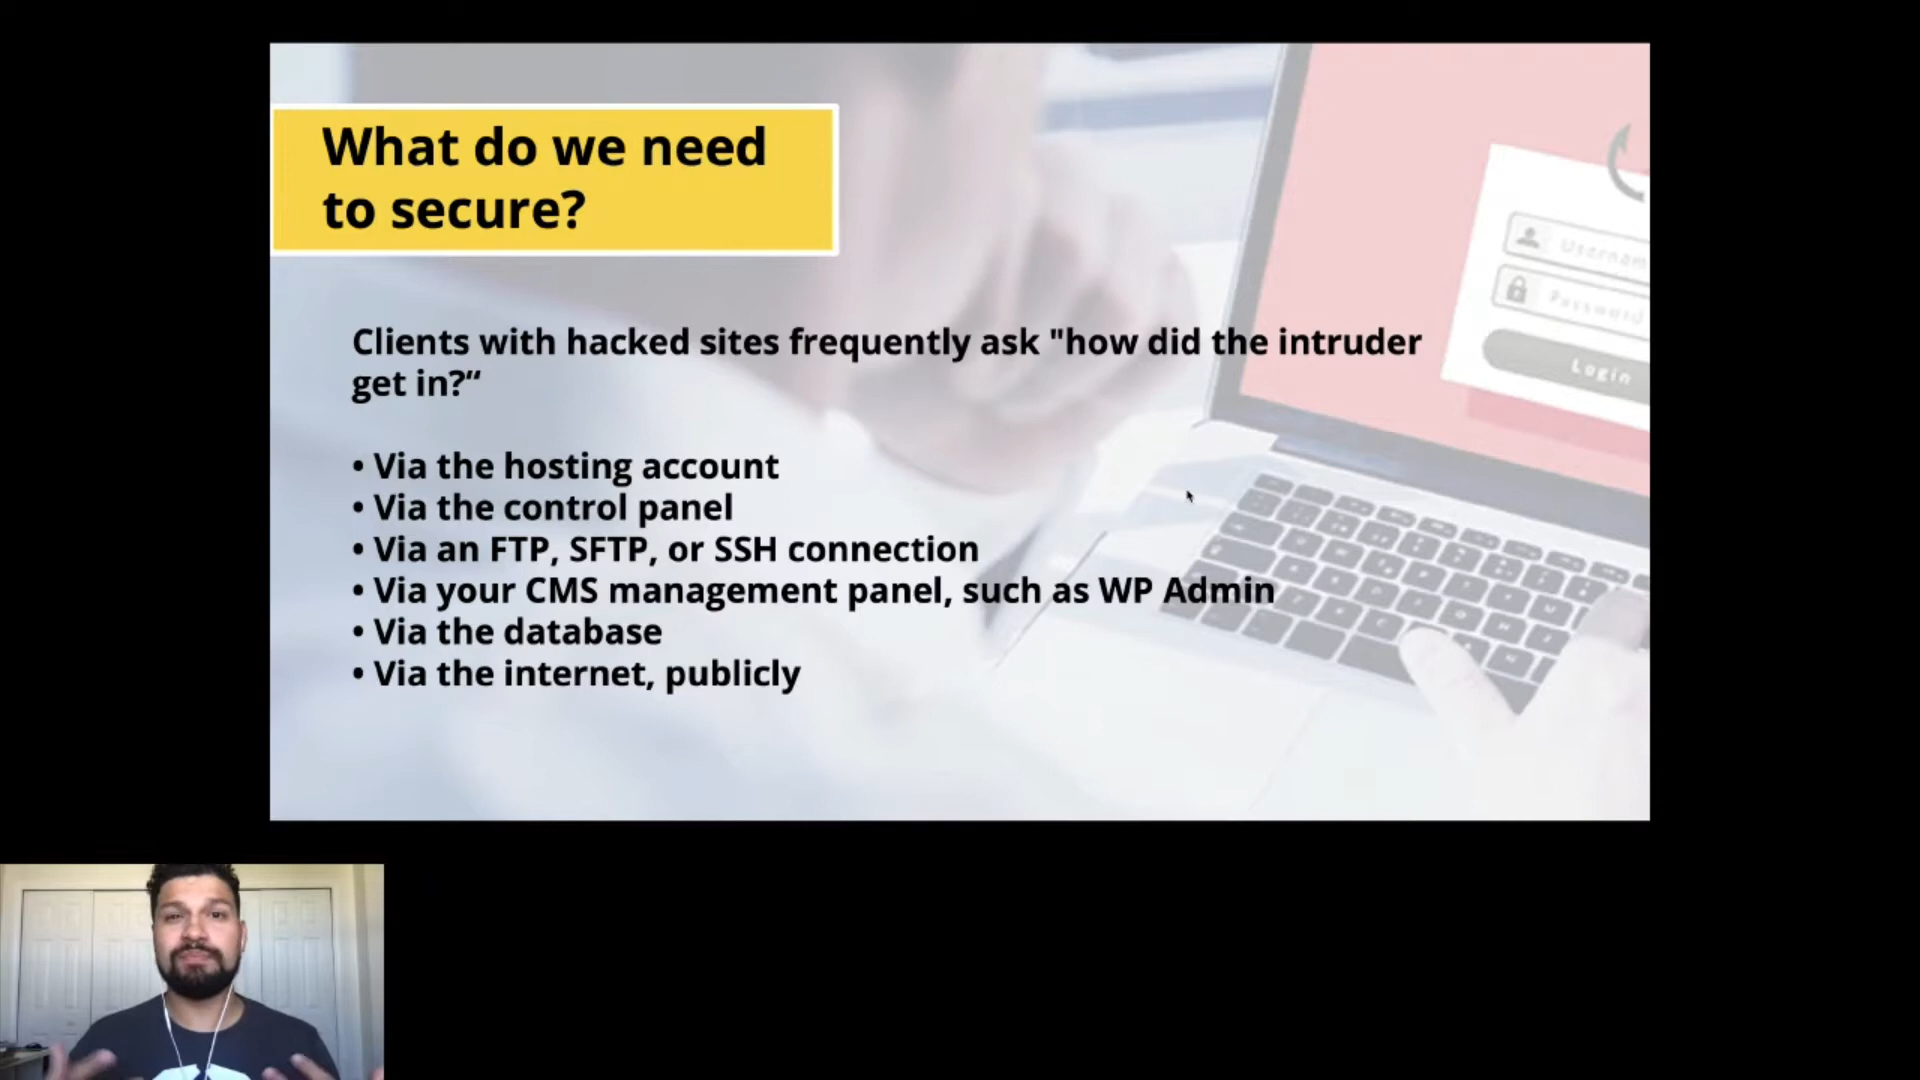 What do we need
to secure?
Clients with hacked sites frequently ask "how did the intruder
get in?“
• Via the hosting account
• Via the control panel
• Via an FTP, SFTP, or SSH connection
• Via your CMS management panel, such as WP Admin
• Via the database
• Via the internet, publicly
Usernam
Password
Login